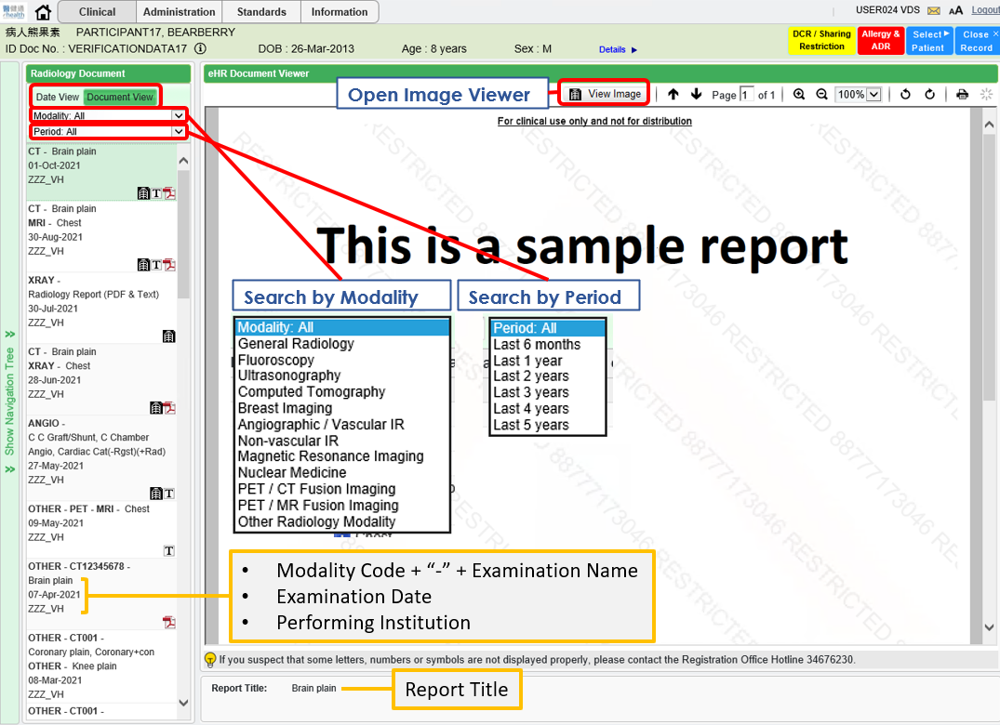 醫健通
ehealth
Clinical
Administration
Standards
Information
USER024 VDS
AA
Logout
病人熊果素 PARTICIPANT17, BEARBERRY
ID Doc No. : VERIFICATIONDATA17
DOB : 26-Mar-2013
Age : 8 years
Sex : M
Details
DCR / Sharing
Restriction
Allergy &
ADR
Select
Patient
Close ×
Record
Radiology Document
Date View
Document View
Modality: All
Period: All
CT - Brain plain
01-Oct-2021
ZZZ_VH
T
CT - Brain plain
MRI - Chest
30-Aug-2021
ZZZ_VH
T
XRAY -
Radiology Report (PDF & Text)
30-Jul-2021
ZZZ_VH
CT - Brain plain
XRAY - Chest
28-Jun-2021
ZZZ_VH
ANGIO -
C C Graft/Shunt, C Chamber
Angio, Cardiac Cat(-Rgst)(+Rad)
27-May-2021
ZZZ_VH
T
OTHER - PET - MRI - Chest
09-May-2021
ZZZ_VH
T
OTHER - CT12345678 -
Brain plain
07-Apr-2021
ZZZ_VH
OTHER - CT001 -
Coronary plain, Coronary+con
OTHER - Knee plain
08-Mar-2021
ZZZ_VH
OTHER - CT001 -
Show Navigation Tree
eHR Document Viewer
Open Image Viewer
View Image
Page 1 of 1
100%
For clinical use only and not for distribution
This is a sample report
Search by Modality
Modality: All
General Radiology
Fluoroscopy
Ultrasonography
Computed Tomography
Breast Imaging
Angiographic / Vascular IR
Non-vascular IR
Magnetic Resonance Imaging
Nuclear Medicine
PET / CT Fusion Imaging
PET / MR Fusion Imaging
Other Radiology Modality
Search by Period
Period: All
Last 6 months
Last 1 year
Last 2 years
Last 3 years
Last 4 years
Last 5 years
• Modality Code + “-” + Examination Name
• Examination Date
• Performing Institution
If you suspect that some letters, numbers or symbols are not displayed properly, please contact the Registration Office Hotline 34676230.
Report Title: Brain plain
Report Title
RESTRICTED 88777173046 RESTRICTED